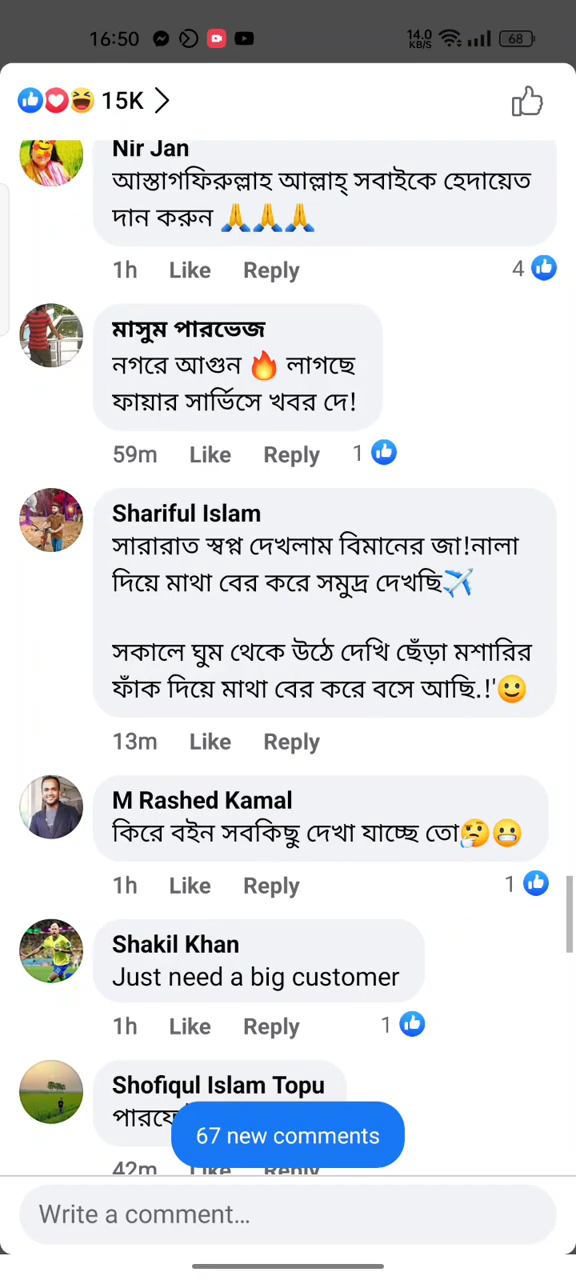 16:50
14.0
KB/S
68
15K
Nir Jan
আস্তাগফিরুল্লাহ আল্লাহ্ সবাইকে হেদায়েত
দান করুন 🙏🙏🙏
1h Like Reply 4
মাসুম পারভেজ
নগরে আগুন 🔥 লাগছে
ফায়ার সার্ভিসে খবর দে!
59m Like Reply 1
Shariful Islam
সারারাত স্বপ্ন দেখলাম বিমানের জা!নালা
দিয়ে মাথা বের করে সমুদ্র দেখছি✈️
সকালে ঘুম থেকে উঠে দেখি ছেঁড়া মশারির
ফাঁক দিয়ে মাথা বের করে বসে আছি.!'🙂
13m Like Reply
M Rashed Kamal
কিরে বইন সবকিছু দেখা যাচ্ছে তো🤔😬
1h Like Reply 1
Shakil Khan
Just need a big customer
1h Like Reply 1
Shofiqul Islam Topu
67 new comments
42m Like Reply
Write a comment...